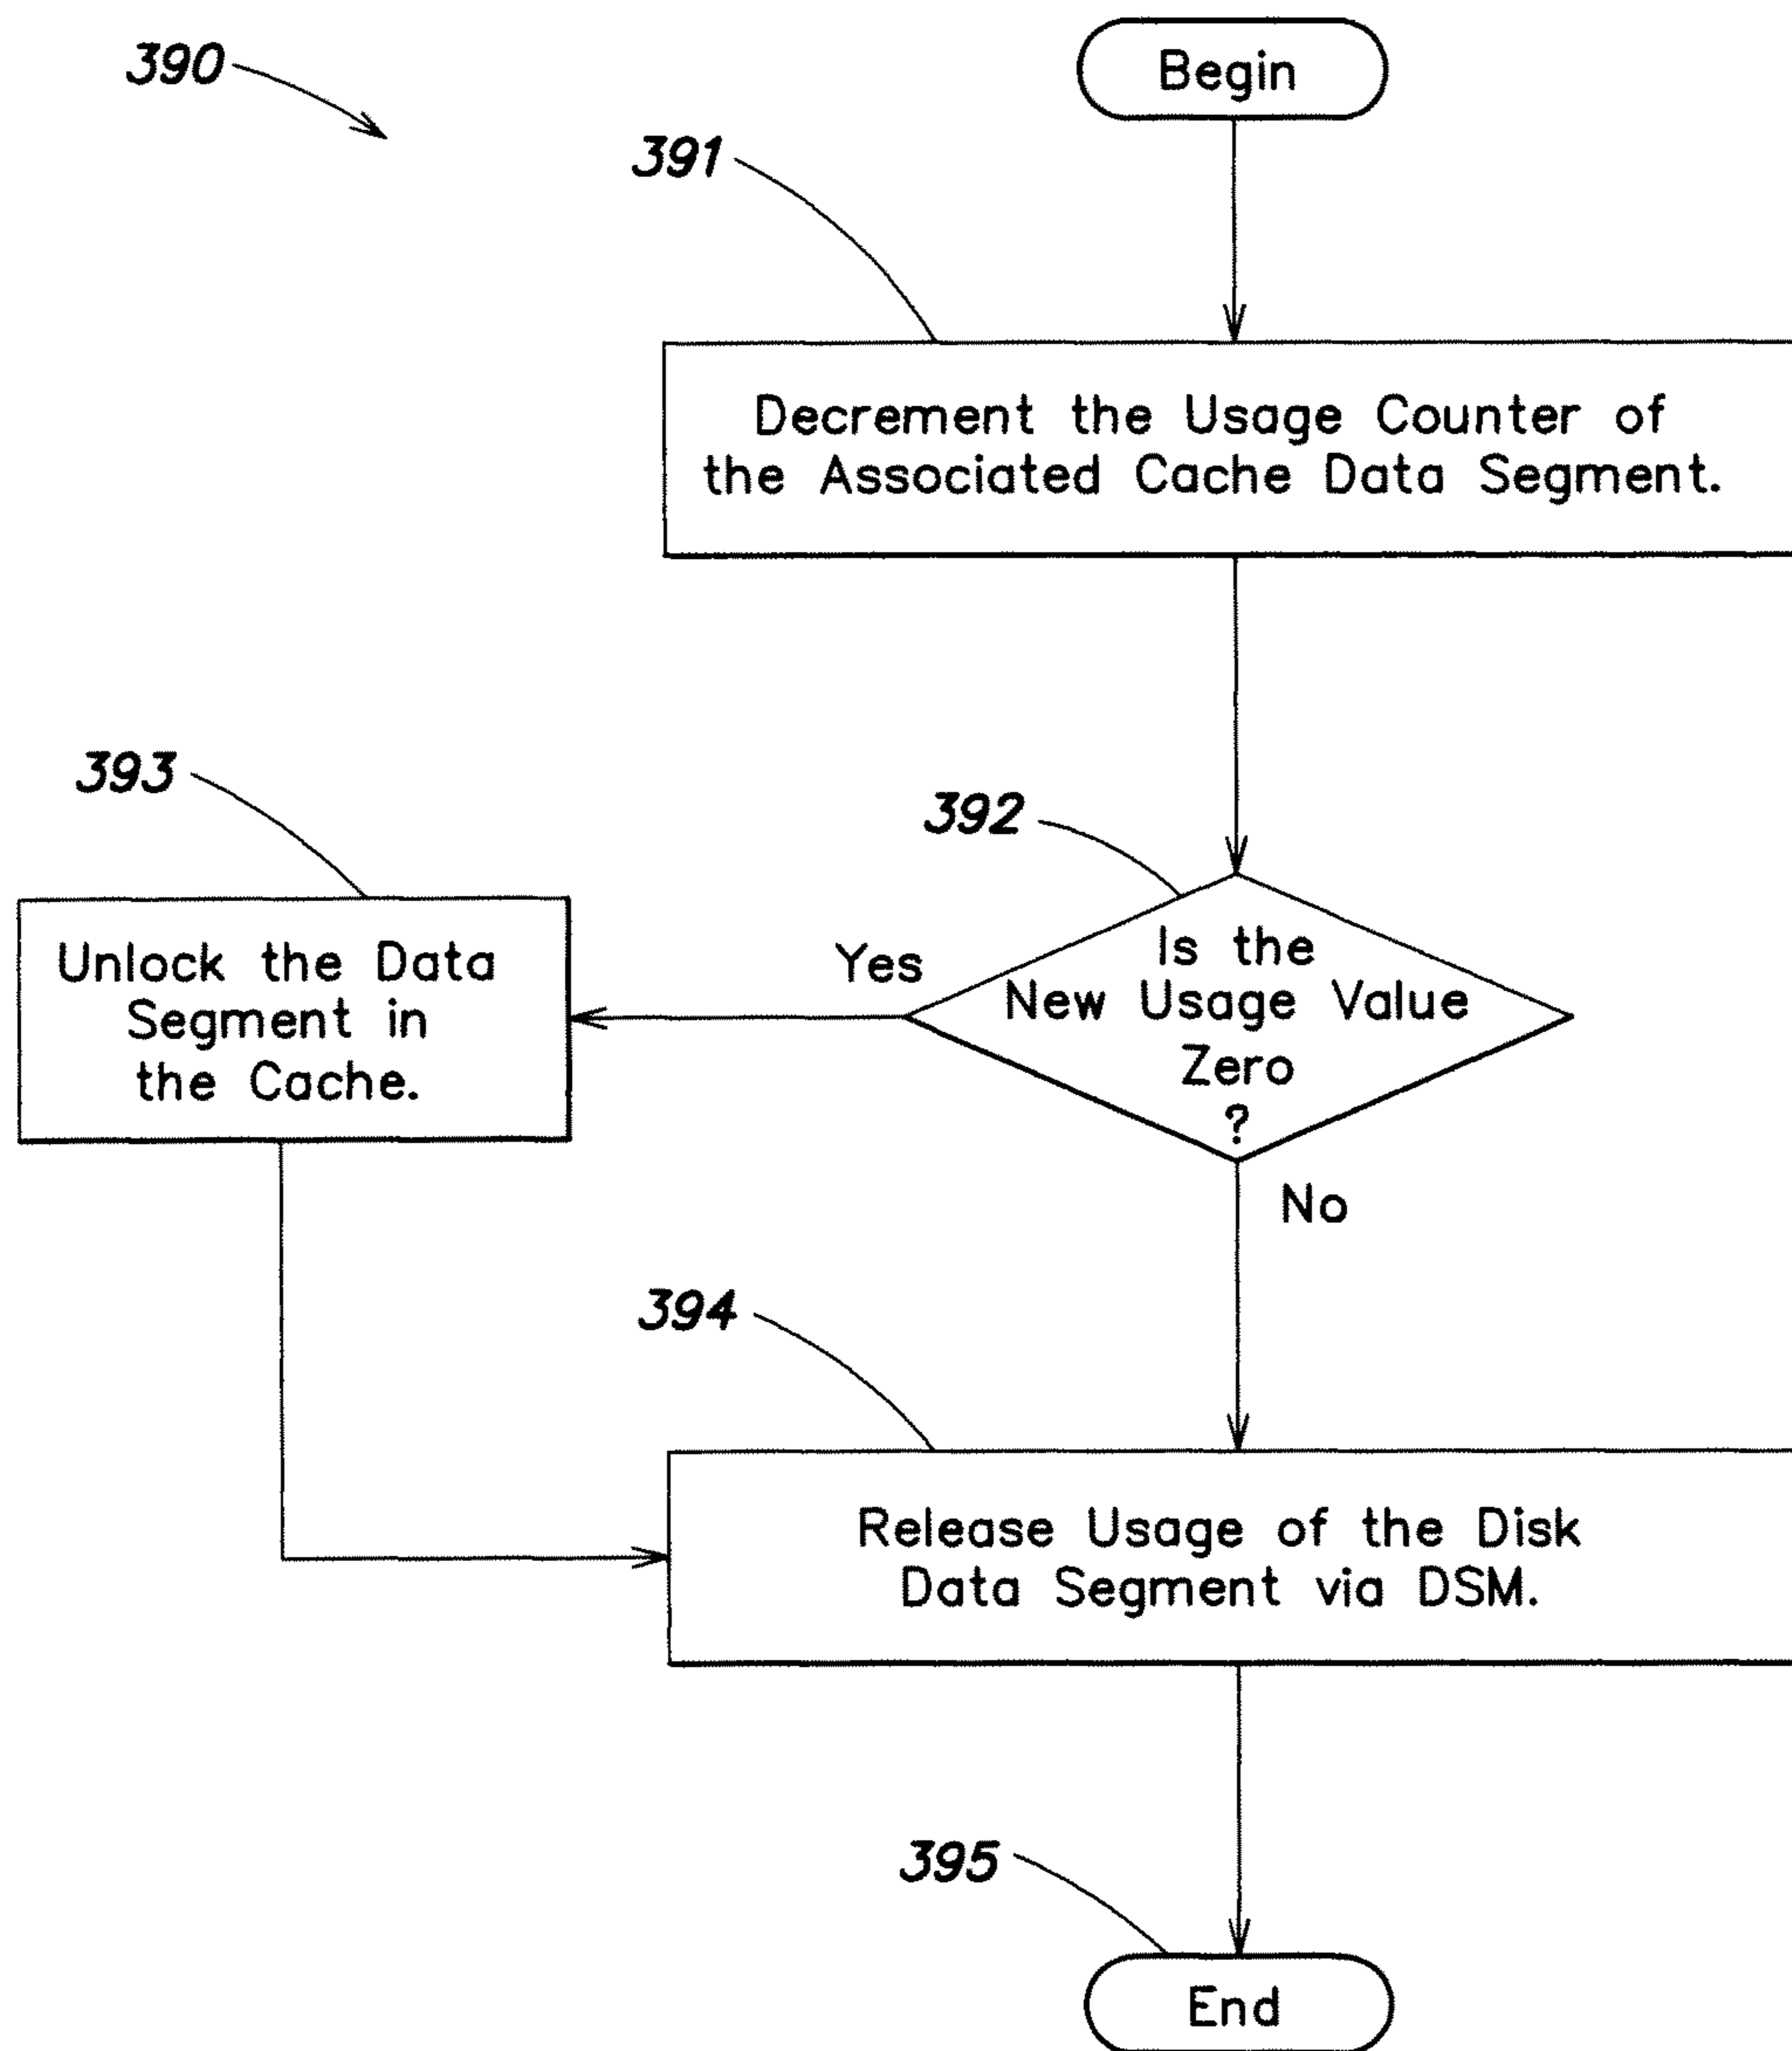 390
Begin
391
Decrement the Usage Counter of
the Associated Cache Data Segment.
393
392
Unlock the Data
Segment in
the Cache.
Yes
Is the
New Usage Value
Zero
?
No
394
Release Usage of the Disk
Data Segment via DSM.
395
End